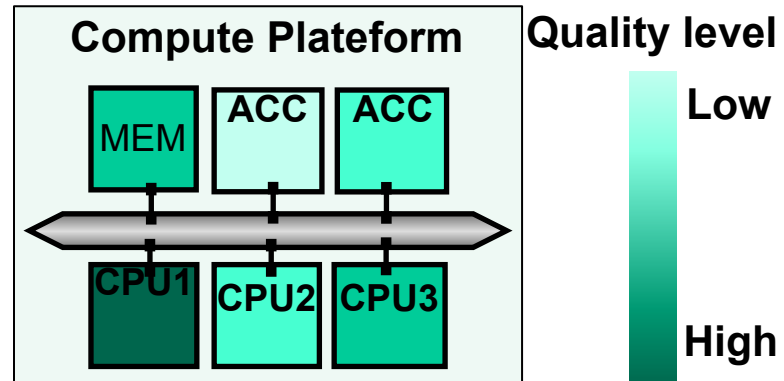 Compute Plateform
Quality level
MEM
ACC
ACC
Low
CPU1
CPU2
CPU3
High